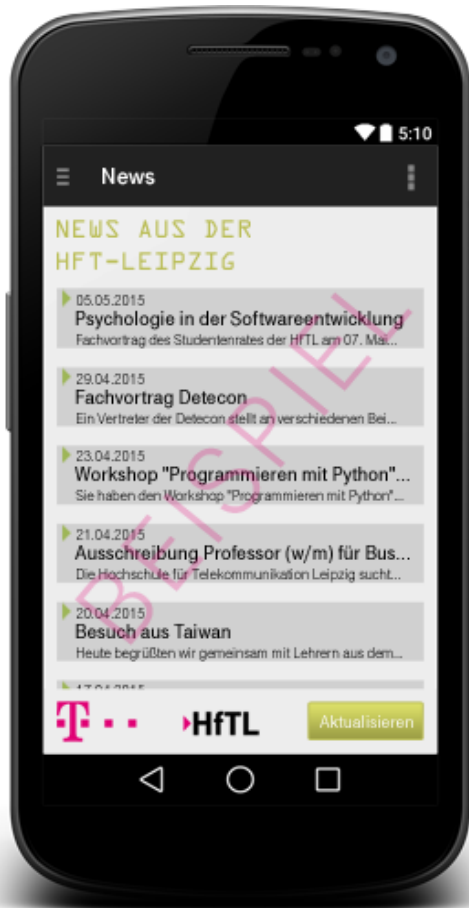 5:10
News
NEWS AUS DER
HFT-LEIPZIG
05.05.2015
Psychologie in der Softwareentwicklung
Fachvortrag des Studentenrates der HfTL am 07. Mai...
29.04.2015
Fachvortrag Detecon
Ein Vertreter der Detecon stellt an verschiedenen Bei...
23.04.2015
Workshop "Programmieren mit Python"...
Sie haben den Workshop "Programmieren mit Python"...
21.04.2015
Ausschreibung Professor (w/m) für Bus...
Die Hochschule für Telekommunikation Leipzig sucht...
20.04.2015
Besuch aus Taiwan
Heute begrüßten wir gemeinsam mit Lehrern aus dem...
17.04.2015
BEISPIEL
T
HfTL
Aktualisieren